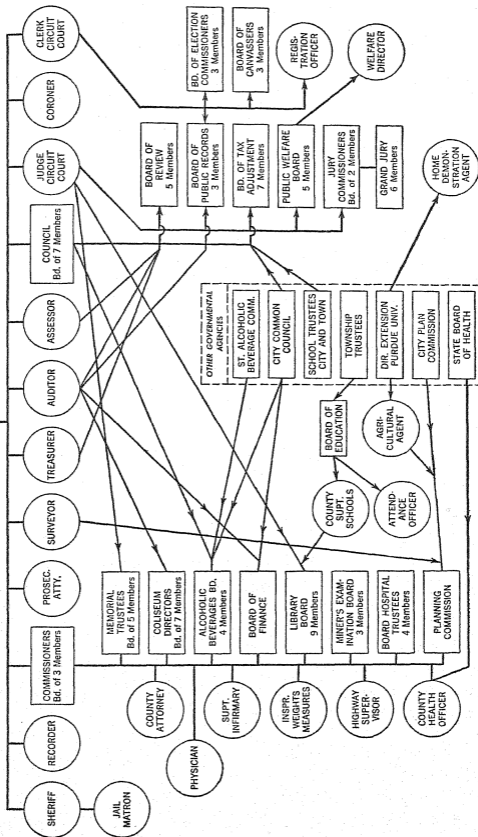 SHERIFF
JAIL
MATRON
RECORDER
COMMISSIONERS
Bd. of 3 Members
PROSEC.
ATTY.
SURVEYOR
TREASURER
AUDITOR
ASSESSOR
COUNCIL
Bd. of 7 Members
JUDGE
CIRCUIT
COURT
CORONER
CLERK
CIRCUIT
COURT
PHYSICIAN
COUNTY
ATTORNEY
SUPT.
INFIRMARY
INSPR.
WEIGHTS
MEASURES
HIGHWAY
SUPER-
VISOR
COUNTY
HEALTH
OFFICER
MEMORIAL
TRUSTEES
Bd. of 5 Members
COLISEUM
DIRECTORS
Bd. of 7 Members
ALCOHOLIC
BEVERAGES BD.
4 Members
BOARD OF
FINANCE
LIBRARY
BOARD
9 Members
MINER'S EXAM-
INATION BOARD
3 Members
BOARD HOSPITAL
TRUSTEES
4 Members
PLANNING
COMMISSION
COUNTY
SUPT.
SCHOOLS
BOARD OF
EDUCATION
ATTEND-
ANCE
OFFICER
AGRI-
CULTURAL
AGENT
OTHER GOVERNMENTAL
AGENCIES
ST. ALCOHOLIC
BEVERAGE COMM.
CITY COMMON
COUNCIL
SCHOOL TRUSTEES
CITY AND TOWN
TOWNSHIP
TRUSTEES
DIR. EXTENSION
PURDUE UNIV.
CITY PLAN
COMMISSION
STATE BOARD
OF HEALTH
BOARD OF
REVIEW
5 Members
BOARD OF
PUBLIC RECORDS
3 Members
BD. OF TAX
ADJUSTMENT
7 Members
PUBLIC WELFARE
BOARD
5 Members
JURY
COMMISSIONERS
Bd. of 2 Members
GRAND JURY
6 Members
HOME
DEMON-
STRATION
AGENT
BD. OF ELECTION
COMMISSIONERS
3 Members
BOARD OF
CANVASSERS
3 Members
REGIS-
TRATION
OFFICER
WELFARE
DIRECTOR